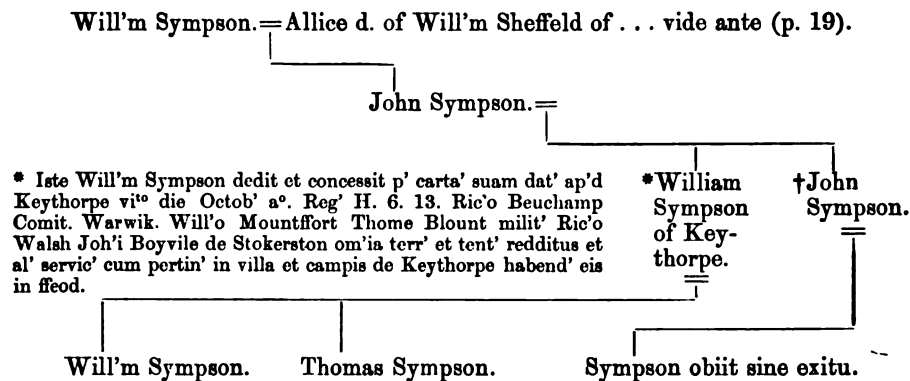 Will'm Sympson.=Allice d. of Will'm Sheffeld of ... vide ante (p. 19).
John Sympson.=
* Iste Will'm Sympson dedit et concessit p' carta' suam dat' ap'd
Keythorpe viᵗᵒ die Octob' aº. Reg' H. 6. 13. Ric'o Beuchamp
Comit. Warwik. Will'o Mountffort Thome Blount milit' Ric'o
Walsh Joh'i Boyvile de Stokerston om'ia terr' et tent' redditus et
al' servic' cum pertin' in villa et campis de Keythorpe habend' eis
in ffeod.
*William
Sympson
of Key-
thorpe.
=
†John
Sympson.
=
Will'm Sympson.
Thomas Sympson.
Sympson obiit sine exitu.